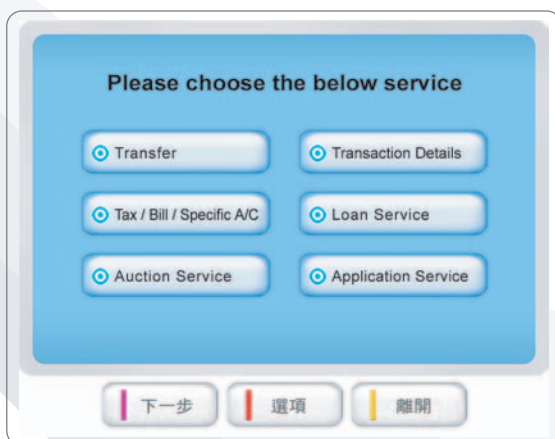 Please choose the below service
Transfer
Transaction Details
Tax / Bill / Specific A/C
Loan Service
Auction Service
Application Service
下一步
選項
離開